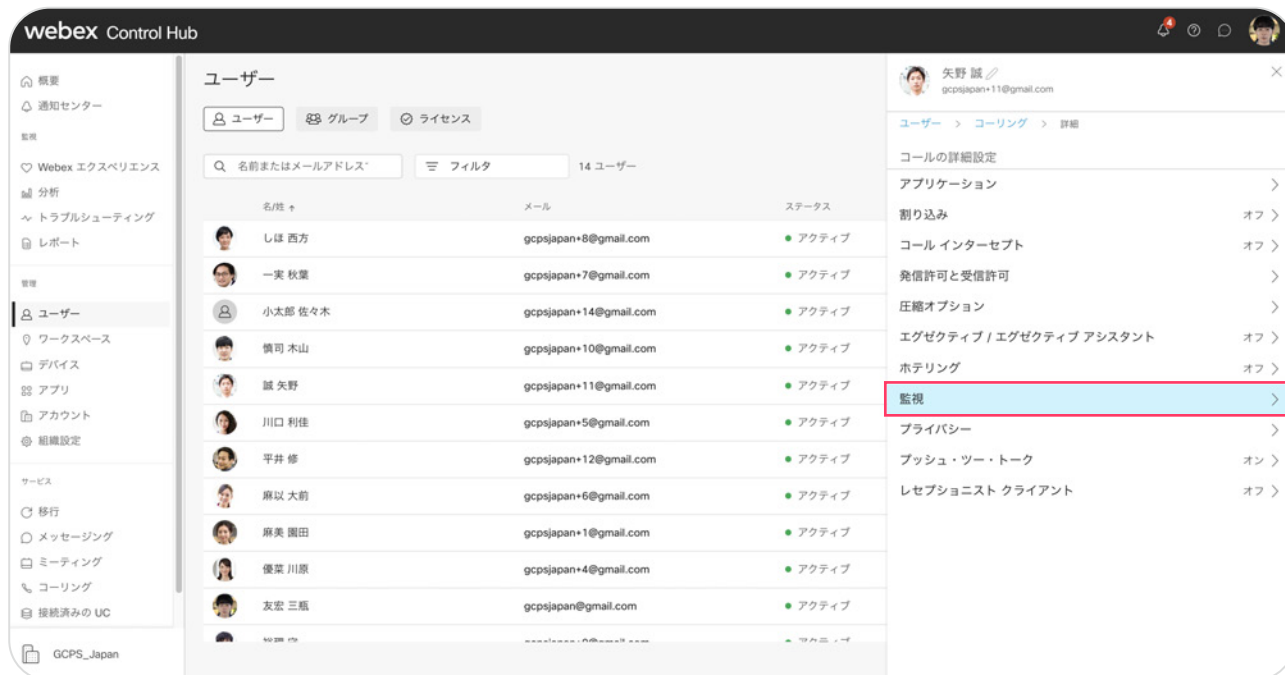 webex Control Hub
4
概要
通知センター
監視
Webex エクスペリエンス
分析
トラブルシューティング
レポート
管理
ユーザー
ワークスペース
デバイス
アプリ
アカウント
組織設定
サービス
移行
メッセージング
ミーティング
コーリング
接続済みの UC
GCPS_Japan
ユーザー
ユーザー グループ ライセンス
名前またはメールアドレス フィルタ 14 ユーザー
名/姓 ↑ メール ステータス
しほ 西方 gcpsjapan+8@gmail.com アクティブ
一実 秋葉 gcpsjapan+7@gmail.com アクティブ
小太郎 佐々木 gcpsjapan+14@gmail.com アクティブ
慎司 木山 gcpsjapan+10@gmail.com アクティブ
誠 矢野 gcpsjapan+11@gmail.com アクティブ
川口 利佳 gcpsjapan+5@gmail.com アクティブ
平井 修 gcpsjapan+12@gmail.com アクティブ
麻以 大前 gcpsjapan+6@gmail.com アクティブ
麻美 園田 gcpsjapan+1@gmail.com アクティブ
優菜 川原 gcpsjapan+4@gmail.com アクティブ
友宏 三瓶 gcpsjapan@gmail.com アクティブ
矢野 誠
gcpsjapan+11@gmail.com
ユーザー > コーリング > 詳細
コールの詳細設定
アプリケーション
割り込み オフ
コール インターセプト オフ
発信許可と受信許可
圧縮オプション
エグゼクティブ / エグゼクティブ アシスタント オフ
ホテリング オフ
監視
プライバシー
プッシュ・ツー・トーク オン
レセプショニスト クライアント オフ